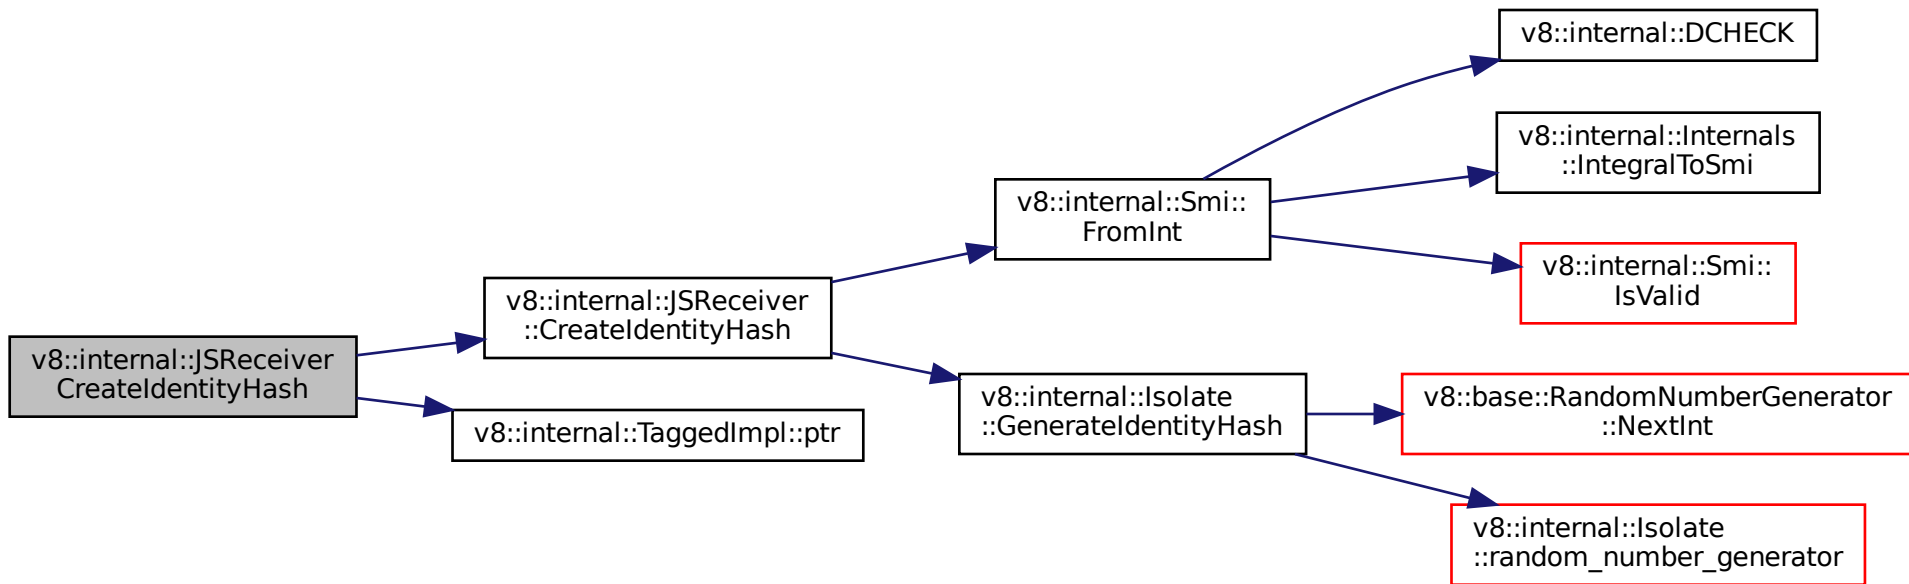 v8::internal::JSReceiver
CreateIdentityHash
v8::internal::JSReceiver
::CreateIdentityHash
v8::internal::TaggedImpl::ptr
v8::internal::Smi::
FromInt
v8::internal::Isolate
::GenerateIdentityHash
v8::internal::DCHECK
v8::internal::Internals
::IntegralToSmi
v8::internal::Smi::
IsValid
v8::base::RandomNumberGenerator
::NextInt
v8::internal::Isolate
::random_number_generator